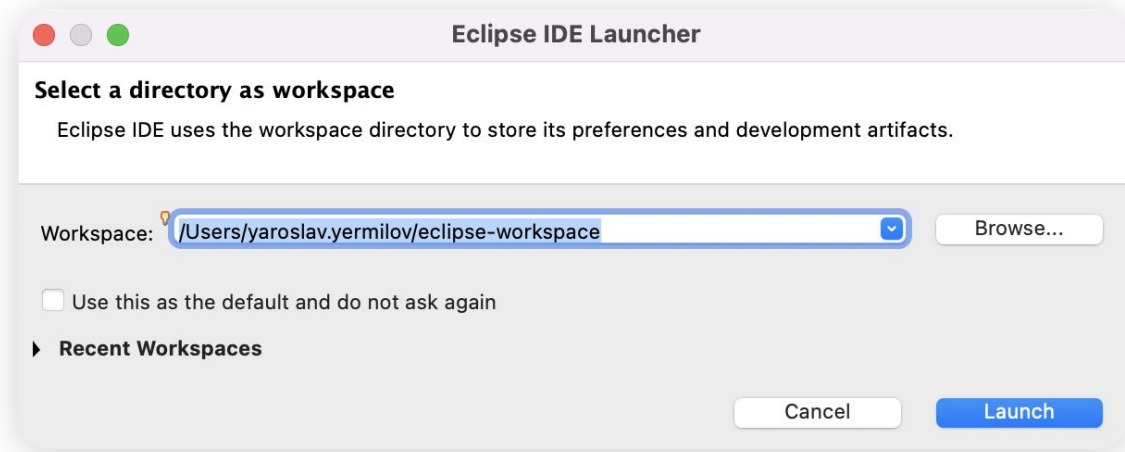 Eclipse IDE Launcher
Select a directory as workspace
Eclipse IDE uses the workspace directory to store its preferences and development artifacts.
Workspace: /Users/yaroslav.yermilov/eclipse-workspace Browse...
Use this as the default and do not ask again
Recent Workspaces
Cancel Launch